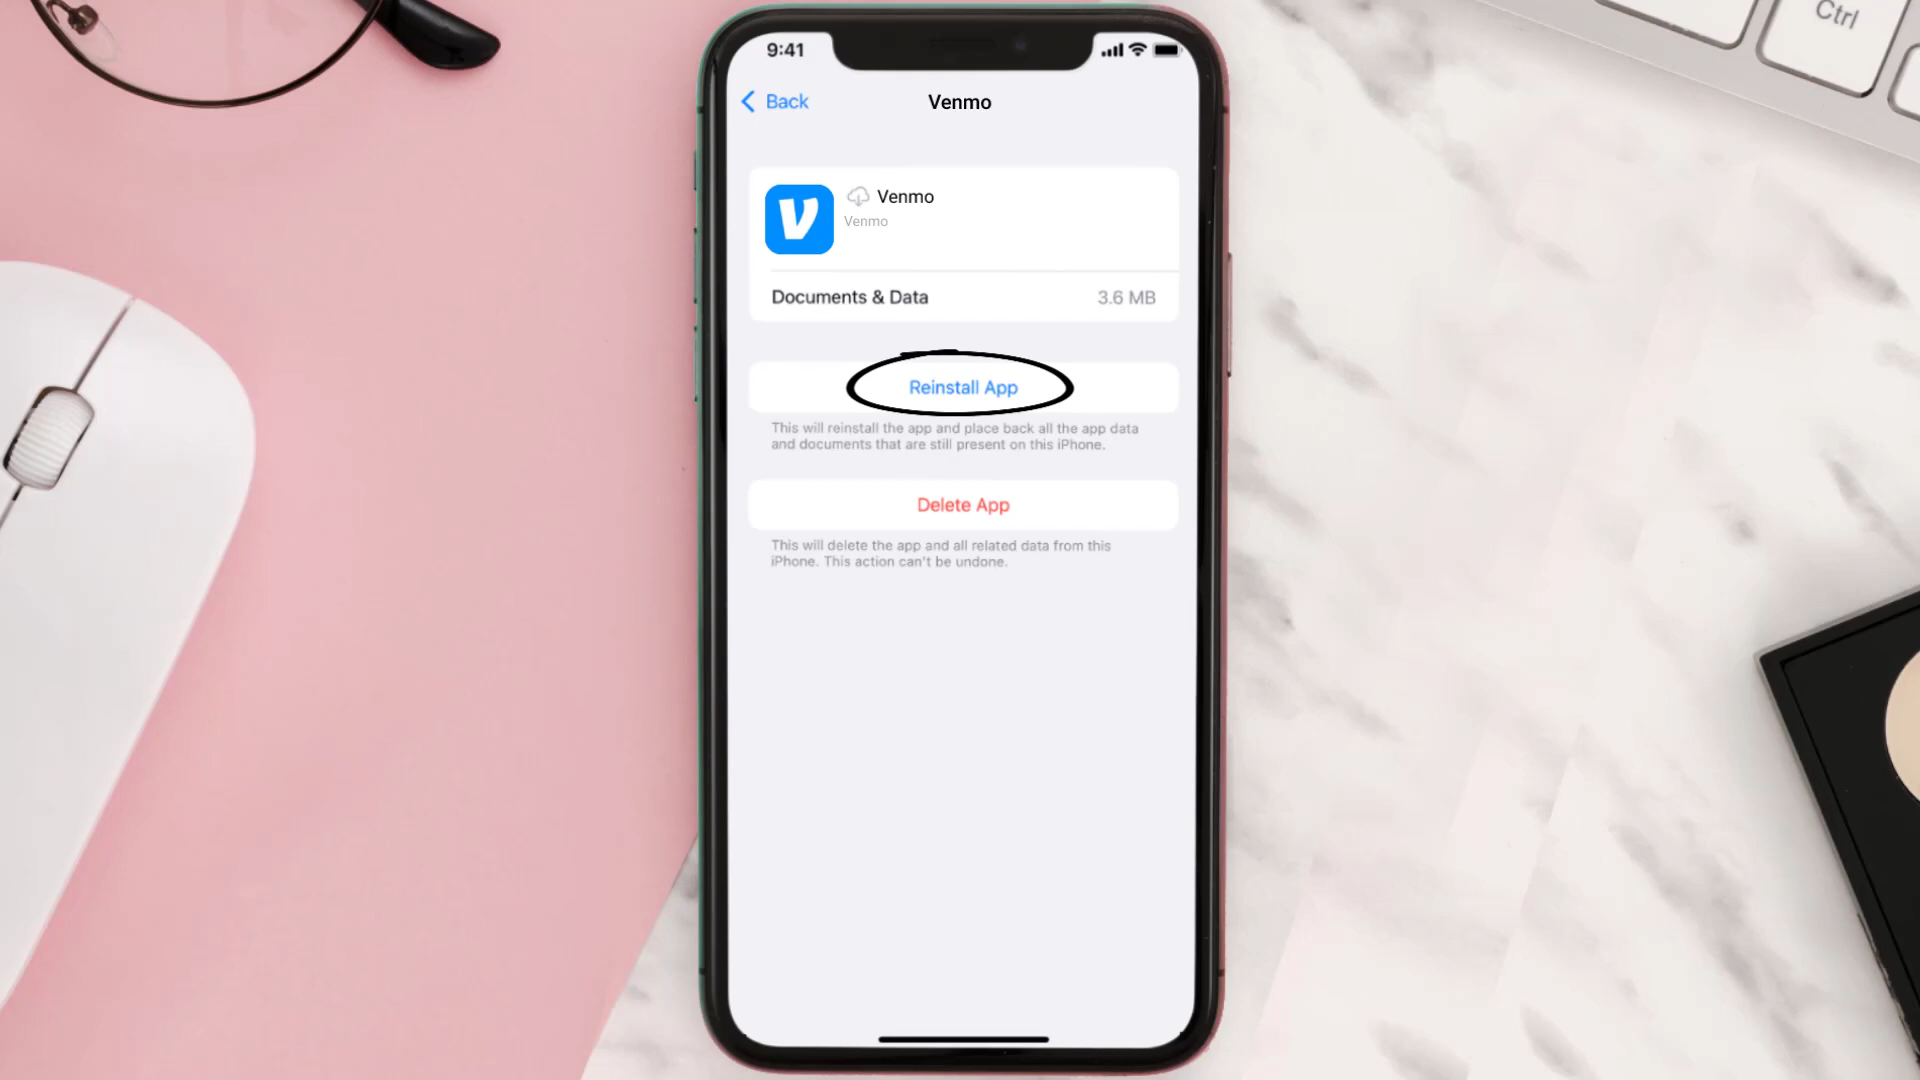 Ctrl
9:41
Back
Venmo
Venmo
Venmo
Documents & Data
3.6 MB
Reinstall App
This will reinstall the app and place back all the app data
and documents that are still present on this iPhone.
Delete App
This will delete the app and all related data from this
iPhone. This action can't be undone.